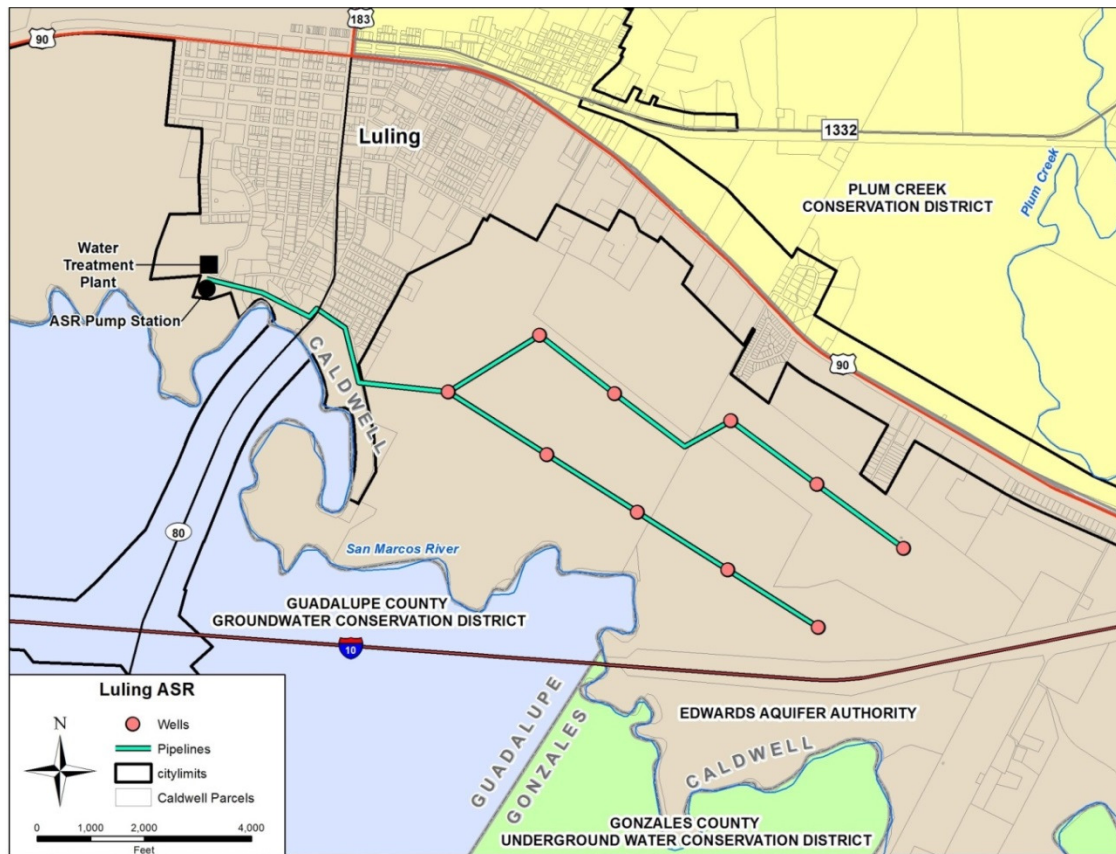 183
90
Luling
1332
PLUM CREEK
CONSERVATION DISTRICT
Plum Creek
Water
Treatment
Plant
ASR Pump Station
CALDWELL
90
80
San Marcos River
GUADALUPE COUNTY
GROUNDWATER CONSERVATION DISTRICT
10
GUADALUPE
GONZALES
EDWARDS AQUIFER AUTHORITY
CALDWELL
GONZALES COUNTY
UNDERGROUND WATER CONSERVATION DISTRICT
Luling ASR
N
Wells
Pipelines
citylimits
Caldwell Parcels
0 1,000 2,000 4,000
Feet